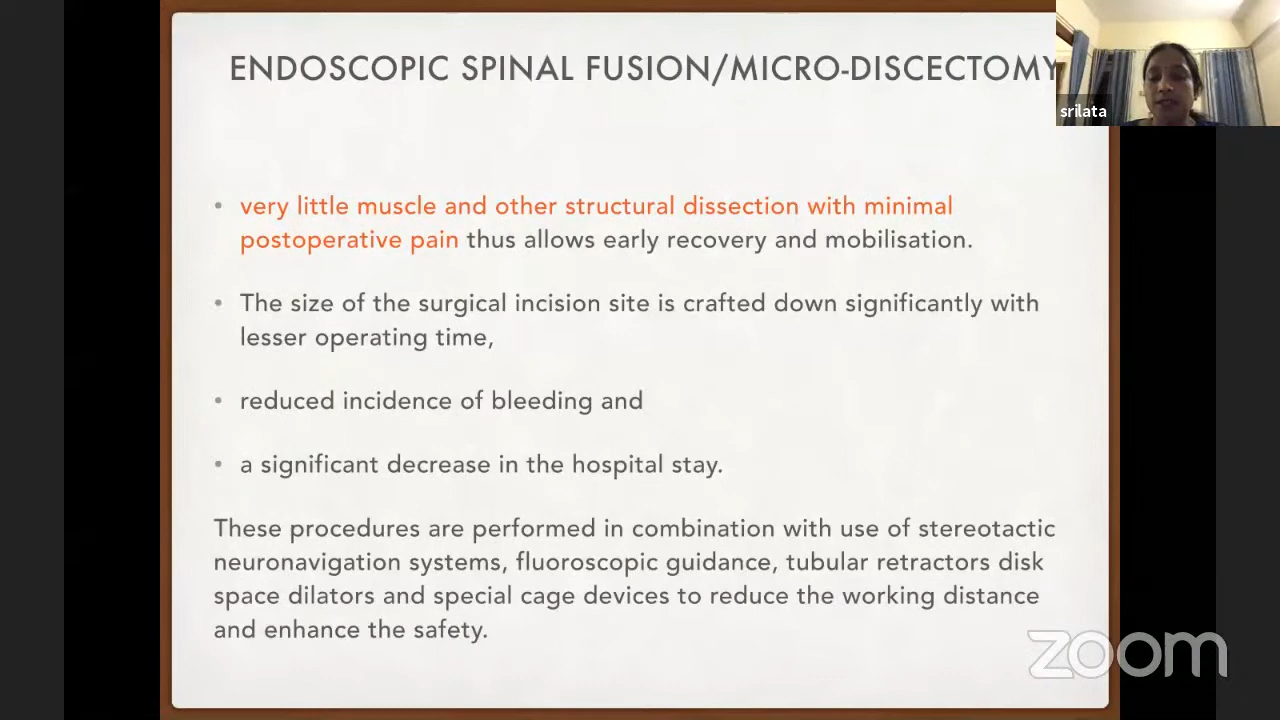 ENDOSCOPIC SPINAL FUSION/MICRO-DISCECTOMY
srilata
• very little muscle and other structural dissection with minimal
postoperative pain thus allows early recovery and mobilisation.
• The size of the surgical incision site is crafted down significantly with
lesser operating time,
• reduced incidence of bleeding and
• a significant decrease in the hospital stay.
These procedures are performed in combination with use of stereotactic
neuronavigation systems, fluoroscopic guidance, tubular retractors disk
space dilators and special cage devices to reduce the working distance
and enhance the safety.
zoom